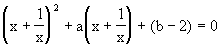 (x + 1/x)² + a(x + 1/x) + (b − 2) = 0